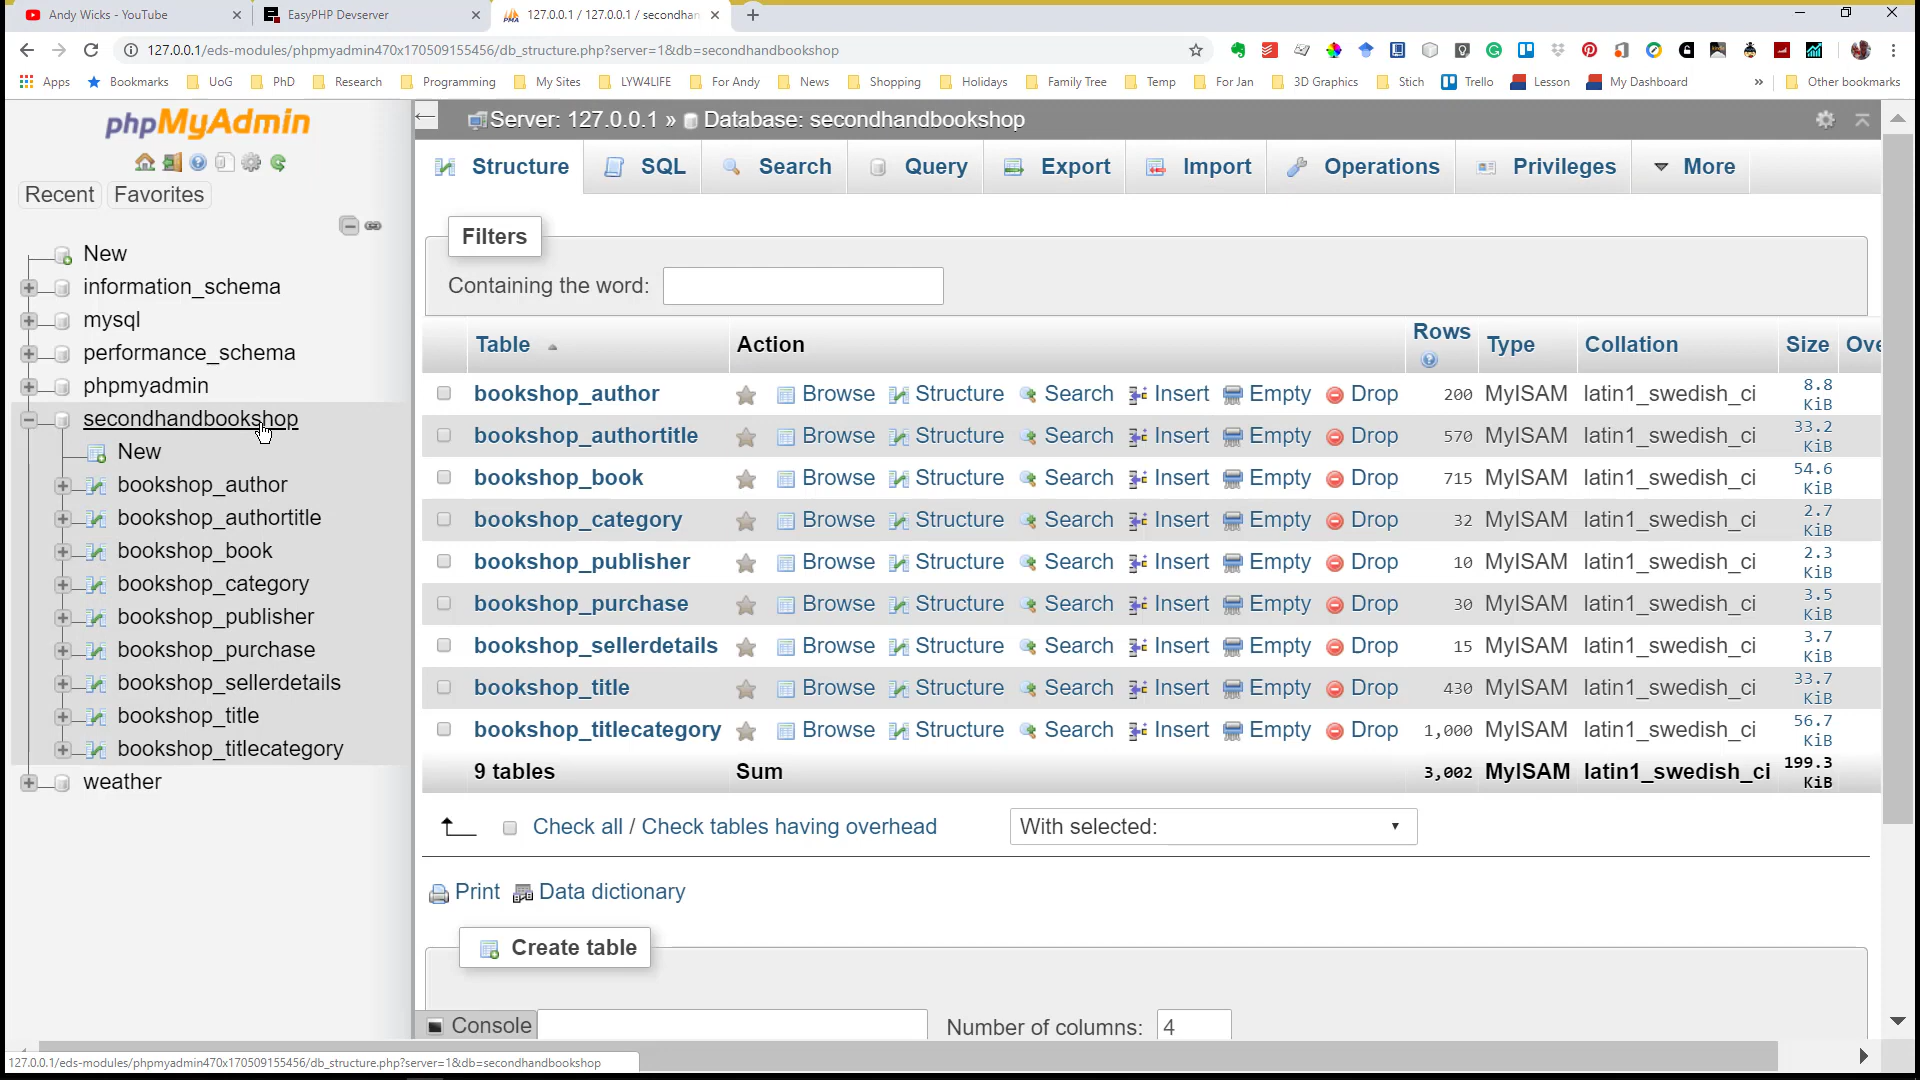 Andy Wicks - YouTube
EasyPHP Devserver
127.0.0.1 / 127.0.0.1 / secondhan
127.0.0.1/eds-modules/phpmyadmin470x170509155456/db_structure.php?server=1&db=secondhandbookshop
Apps Bookmarks UoG PhD Research Programming My Sites LYW4LIFE For Andy News Shopping Holidays Family Tree Temp For Jan 3D Graphics Stich Trello Lesson My Dashboard » Other bookmarks
phpMyAdmin
Recent Favorites
New
information_schema
mysql
performance_schema
phpmyadmin
secondhandbookshop
New
bookshop_author
bookshop_authortitle
bookshop_book
bookshop_category
bookshop_publisher
bookshop_purchase
bookshop_sellerdetails
bookshop_title
bookshop_titlecategory
weather
Server: 127.0.0.1 » Database: secondhandbookshop
Structure SQL Search Query Export Import Operations Privileges More
Filters
Containing the word:
Table Action Rows Type Collation Size Ove
bookshop_author Browse Structure Search Insert Empty Drop 200 MyISAM latin1_swedish_ci 8.8 KiB
bookshop_authortitle Browse Structure Search Insert Empty Drop 570 MyISAM latin1_swedish_ci 33.2 KiB
bookshop_book Browse Structure Search Insert Empty Drop 715 MyISAM latin1_swedish_ci 54.6 KiB
bookshop_category Browse Structure Search Insert Empty Drop 32 MyISAM latin1_swedish_ci 2.7 KiB
bookshop_publisher Browse Structure Search Insert Empty Drop 10 MyISAM latin1_swedish_ci 2.3 KiB
bookshop_purchase Browse Structure Search Insert Empty Drop 30 MyISAM latin1_swedish_ci 3.5 KiB
bookshop_sellerdetails Browse Structure Search Insert Empty Drop 15 MyISAM latin1_swedish_ci 3.7 KiB
bookshop_title Browse Structure Search Insert Empty Drop 430 MyISAM latin1_swedish_ci 33.7 KiB
bookshop_titlecategory Browse Structure Search Insert Empty Drop 1,000 MyISAM latin1_swedish_ci 56.7 KiB
9 tables Sum 3,002 MyISAM latin1_swedish_ci 199.3 KiB
Check all / Check tables having overhead With selected:
Print Data dictionary
Create table
Console Number of columns: 4
127.0.0.1/eds-modules/phpmyadmin470x170509155456/db_structure.php?server=1&db=secondhandbookshop